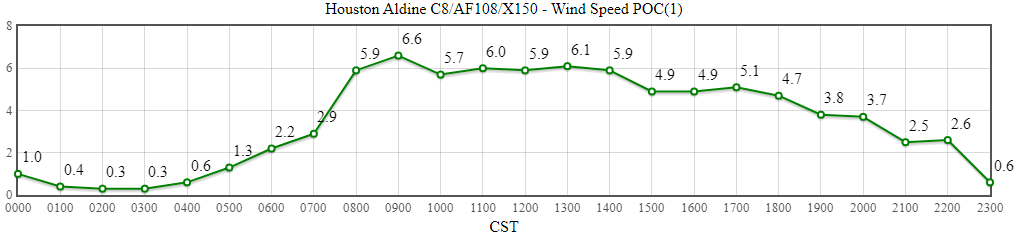 Houston Aldine C8/AF108/X150 - Wind Speed POC(1)
8
6
4
2
0
1.0 0.4 0.3 0.3 0.6 1.3 2.2 2.9 5.9 6.6 5.7 6.0 5.9 6.1 5.9 4.9 4.9 5.1 4.7 3.8 3.7 2.5 2.6 0.6
0000 0100 0200 0300 0400 0500 0600 0700 0800 0900 1000 1100 1200 1300 1400 1500 1600 1700 1800 1900 2000 2100 2200 2300
CST